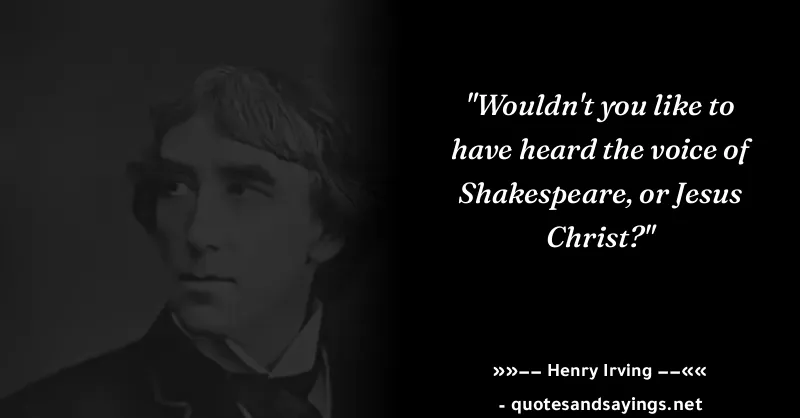 "Wouldn't you like to
have heard the voice of
Shakespeare, or Jesus
Christ?"
»»–– Henry Irving ––««
- quotesandsayings.net